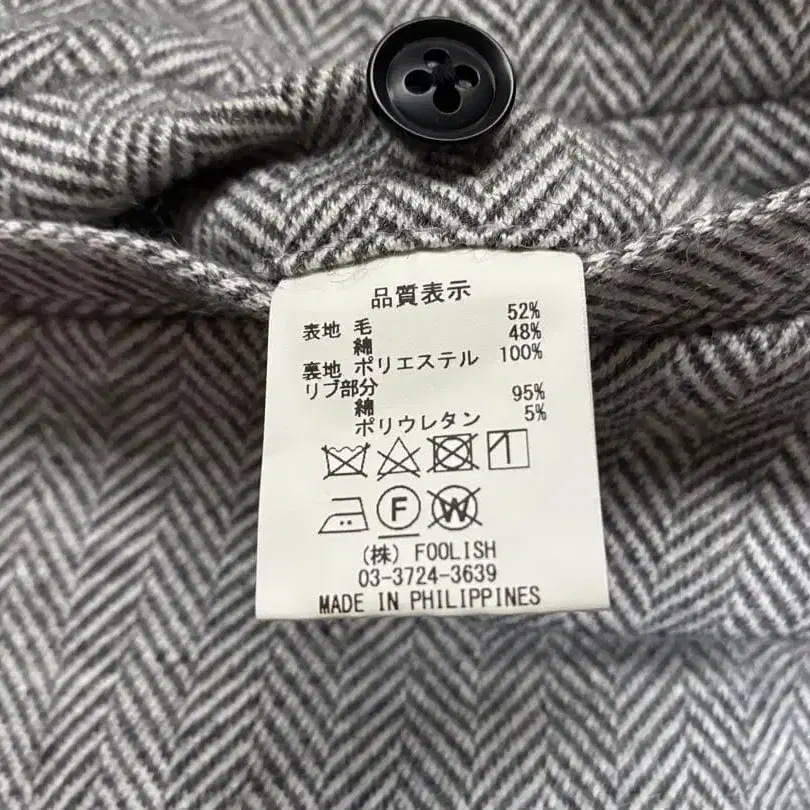 品質表示
表地 毛 52%
綿 48%
裏地 ポリエステル 100%
リブ部分
綿 95%
ポリウレタン 5%
F W
(株) FOOLISH
03-3724-3639
MADE IN PHILIPPINES